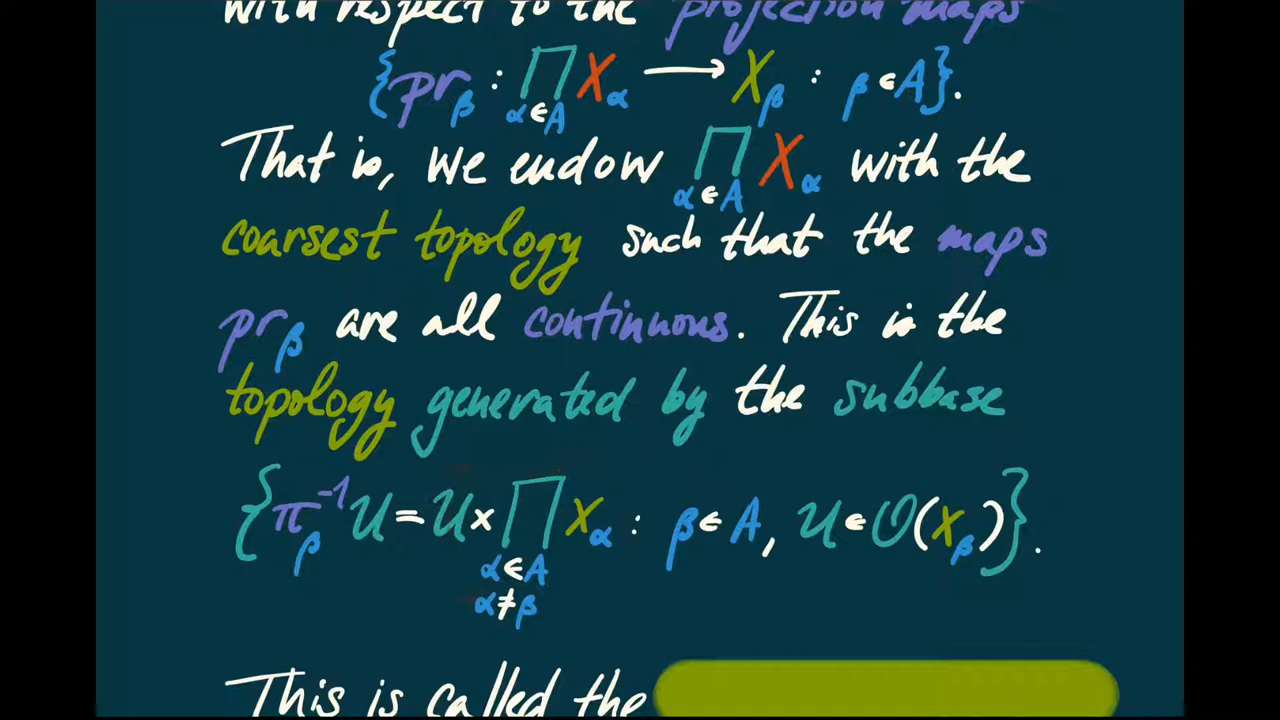 with respect to the projection maps
{pr_β : ∏_{α∈A} X_α ⟶ X_β : β ∈ A}.
That is, we endow ∏_{α∈A} X_α with the
coarsest topology such that the maps
pr_β are all continuous. This is the
topology generated by the subbase
{π_β^{-1} U = U × ∏_{α∈A, α≠β} X_α : β ∈ A, U ∈ O(X_β)}.
This is called the